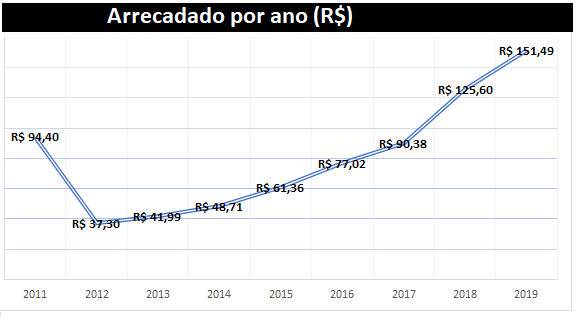 Arrecadado por ano (R$)
R$ 151,49
R$ 125,60
R$ 94,40
R$ 90,38
R$ 77,02
R$ 61,36
R$ 48,71
R$ 41,99
R$ 37,30
2011 2012 2013 2014 2015 2016 2017 2018 2019